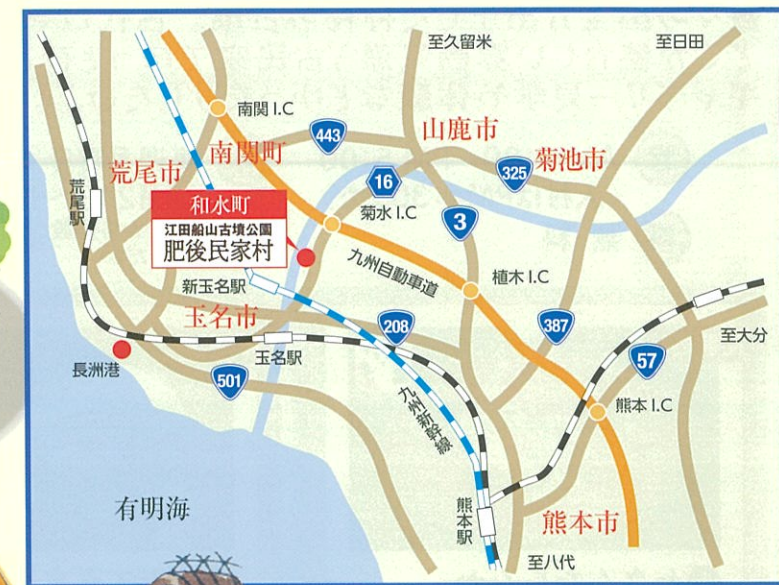 至久留米
至日田
南関 I.C
443
山鹿市
南関町
荒尾市
325
菊池市
16
荒尾駅
和水町
江田船山古墳公園
肥後民家村
菊水 I.C
3
九州自動車道
植木 I.C
新玉名駅
玉名市
208
387
至大分
玉名駅
57
長洲港
501
九州新幹線
熊本 I.C
有明海
熊本駅
熊本市
至八代